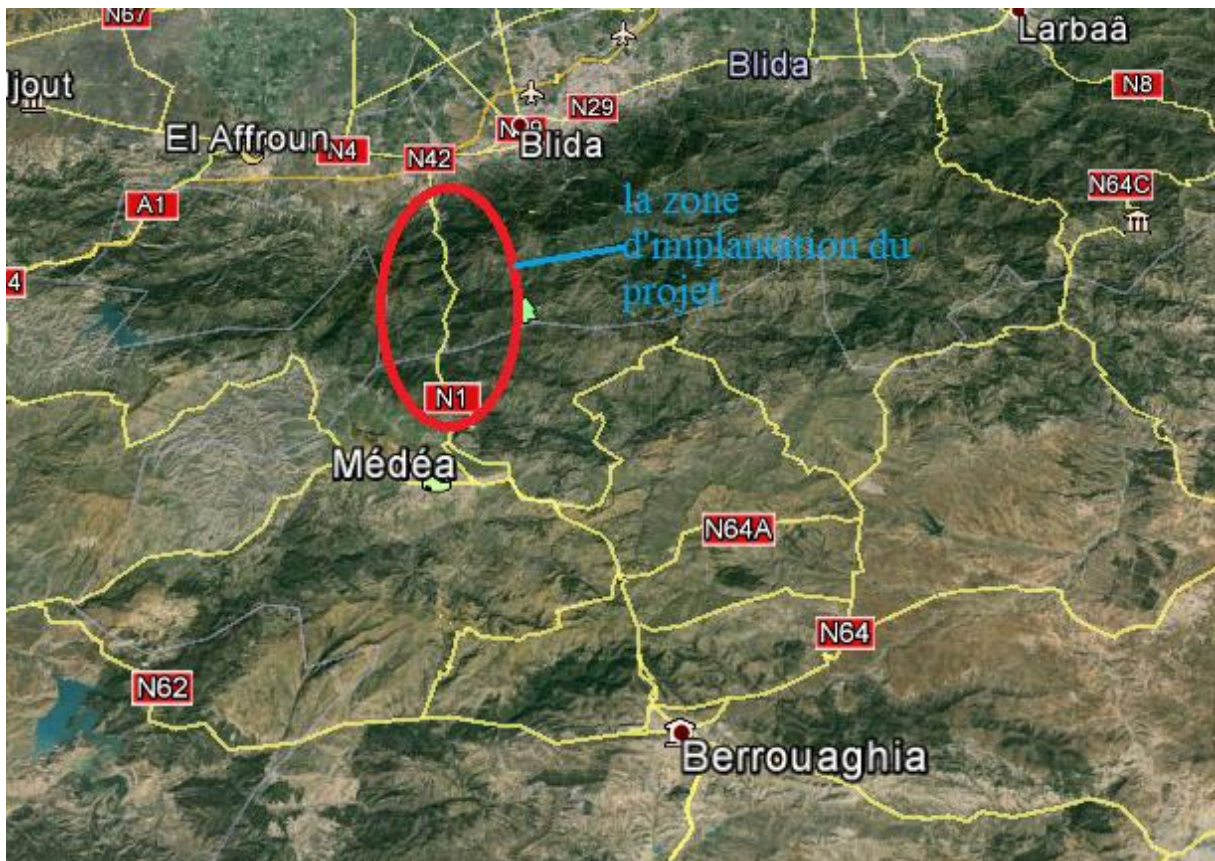 N67
Larbaâ
Blida
N8
ljout
N29
El Affroun
N4
N42
Blida
N64C
A1
la zone
d'implantation du
projet
4
N1
Médéa
N64A
N64
N62
Berrouaghia